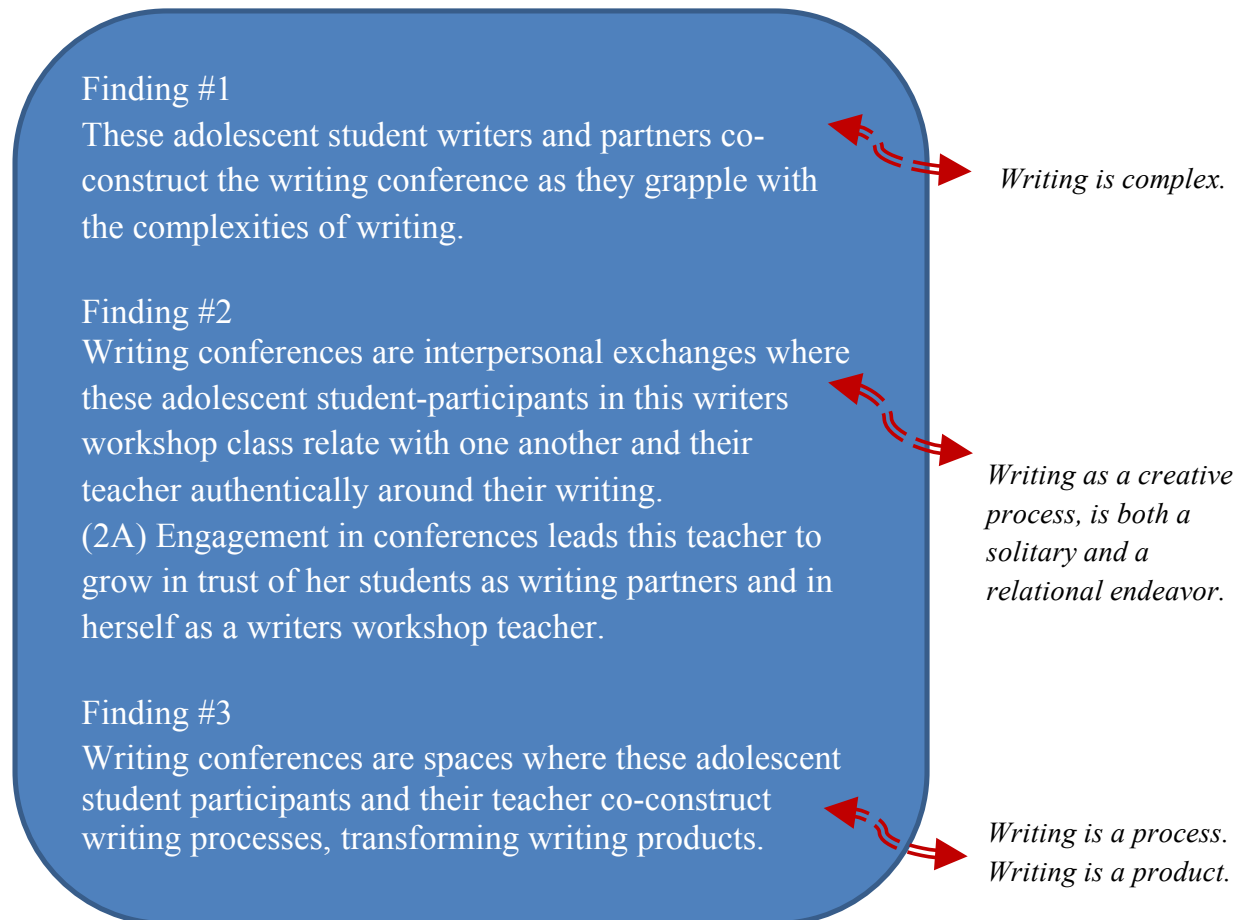 Finding #1
These adolescent student writers and partners co-
construct the writing conference as they grapple with
the complexities of writing.
Writing is complex.
Finding #2
Writing conferences are interpersonal exchanges where
these adolescent student-participants in this writers
workshop class relate with one another and their
teacher authentically around their writing.
(2A) Engagement in conferences leads this teacher to
grow in trust of her students as writing partners and in
herself as a writers workshop teacher.
Writing as a creative
process, is both a
solitary and a
relational endeavor.
Finding #3
Writing conferences are spaces where these adolescent
student participants and their teacher co-construct
writing processes, transforming writing products.
Writing is a process.
Writing is a product.